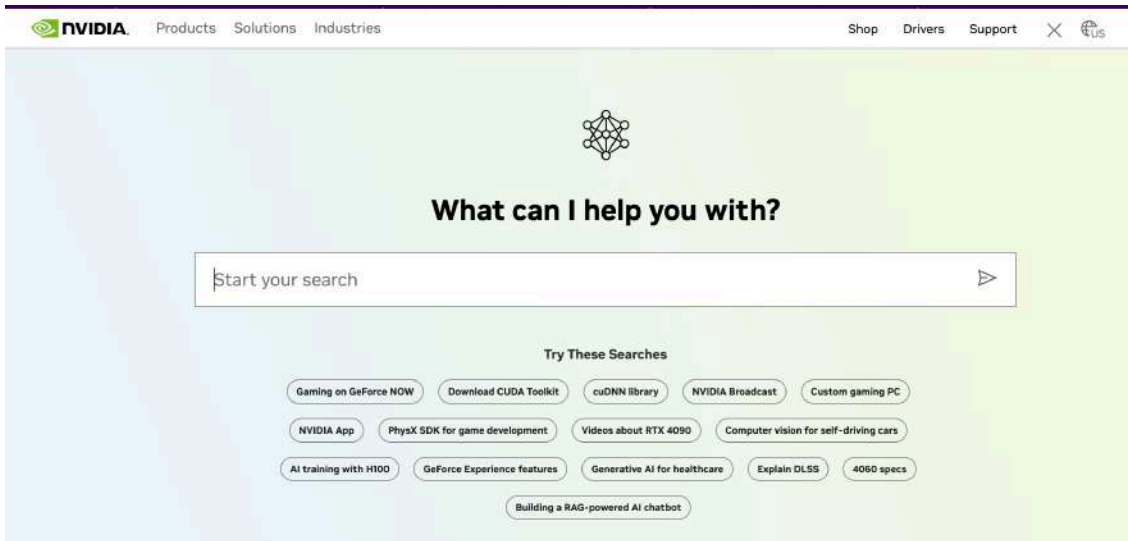 NVIDIA. Products Solutions Industries Shop Drivers Support US
What can I help you with?
Start your search
Try These Searches
Gaming on GeForce NOW Download CUDA Toolkit cuDNN library NVIDIA Broadcast Custom gaming PC
NVIDIA App PhysX SDK for game development Videos about RTX 4090 Computer vision for self-driving cars
AI training with H100 GeForce Experience features Generative AI for healthcare Explain DLSS 4060 specs
Building a RAG-powered AI chatbot